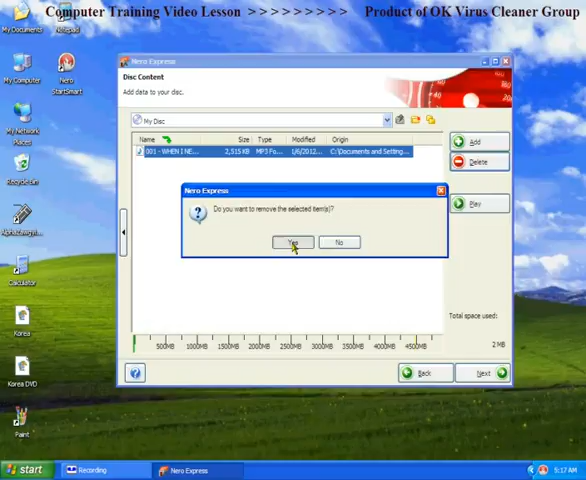 Computer Training Video Lesson > > > > > > > > > Product of OK Virus Cleaner Group
My Documents
Notepad
My Computer
Nero StartSmart
My Network Places
Recycle Bin
Calculator
Korea
Korea DVD
Paint
Nero Express
Disc Content
Add data to your disc.
My Disc
Name Size Type Modified Origin
001 - WHEN I NE... 2,515 KB MP3 Fo... 1/6/2012... C:\Documents and Setting...
Add
Delete
Play
Nero Express
Do you want to remove the selected item(s)?
Yes No
Total space used:
2 MB
500MB 1000MB 1500MB 2000MB 2500MB 3000MB 3500MB 4000MB 4500MB
Back Next
start Recording Nero Express 5:17 AM